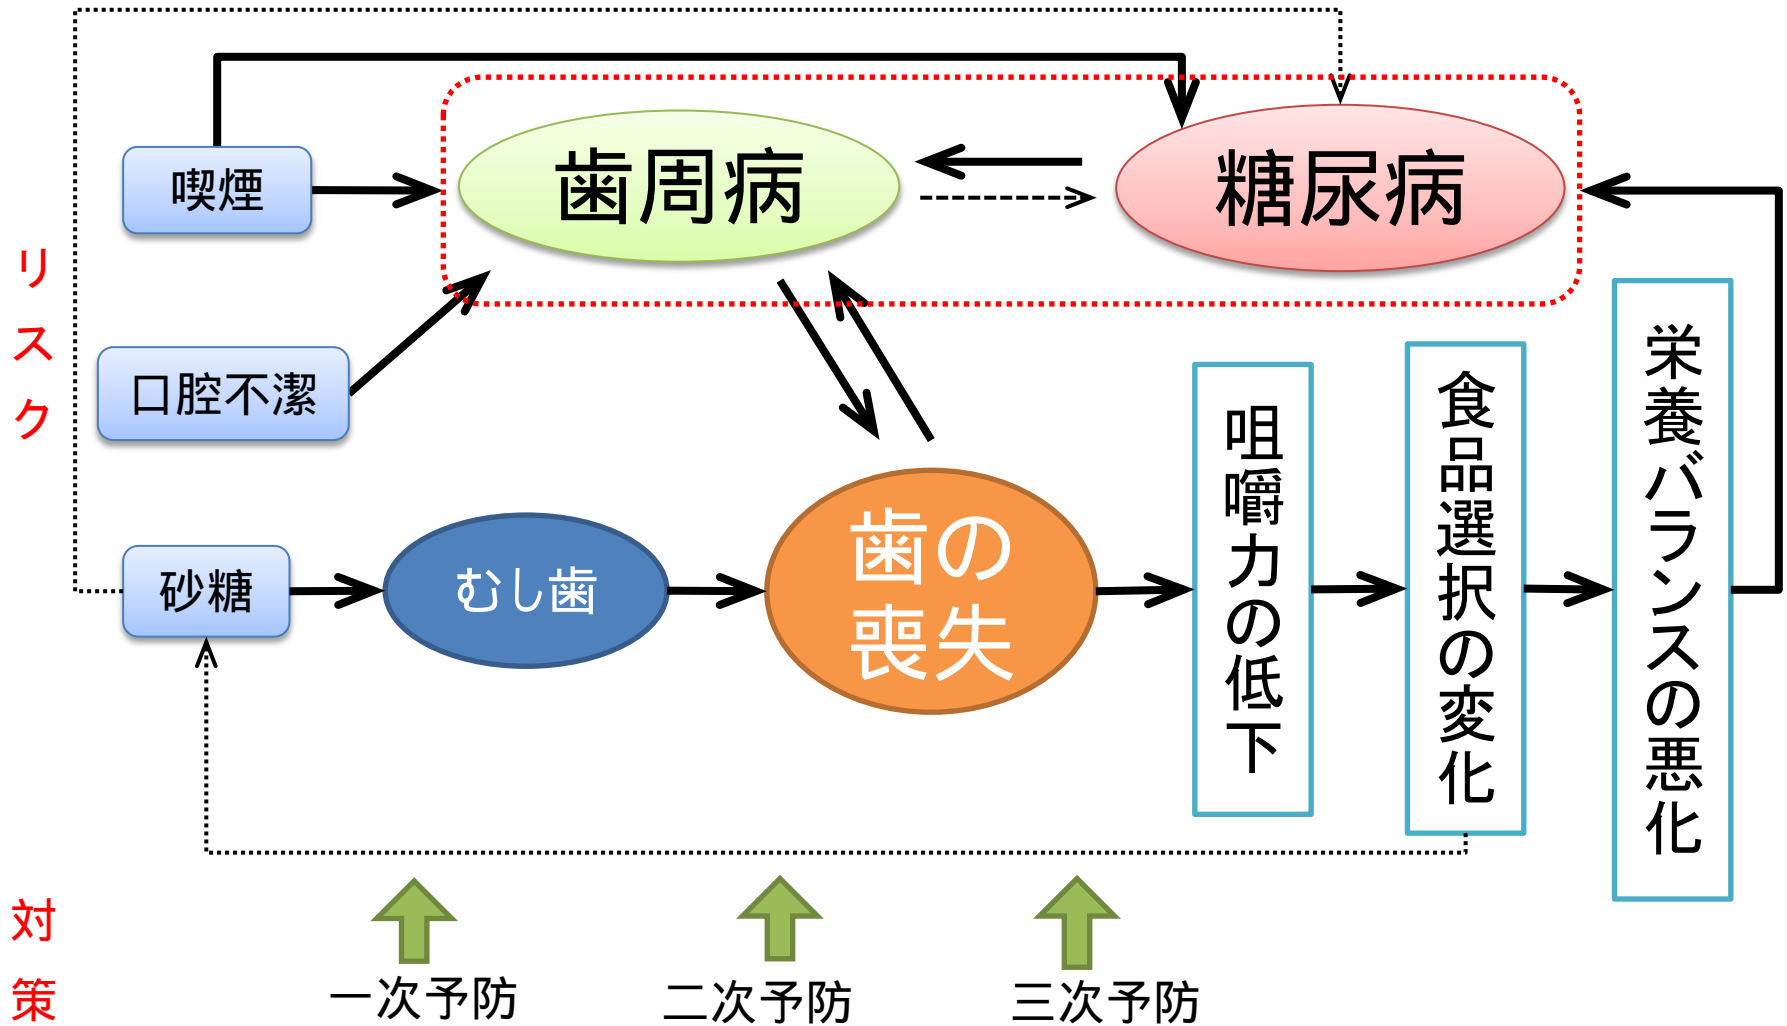 歯周病
糖尿病
喫煙
リスク
口腔不潔
砂糖
むし歯
歯の
喪失
咀嚼力の低下
食品選択の変化
栄養バランスの悪化
対策
一次予防
二次予防
三次予防